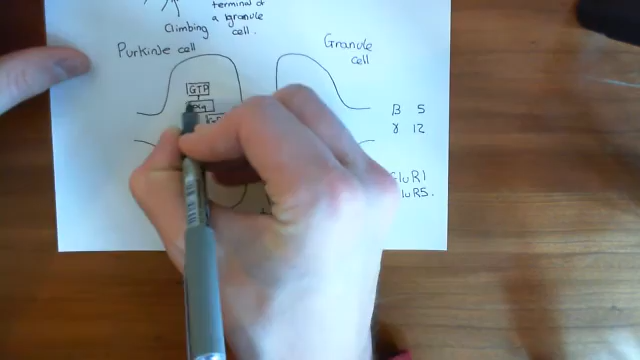 terminal of
a granule
cell.
Climbing
Purkinje cell
Granule
cell
GTP
β 5
γ 12
GluR1
GluR5.